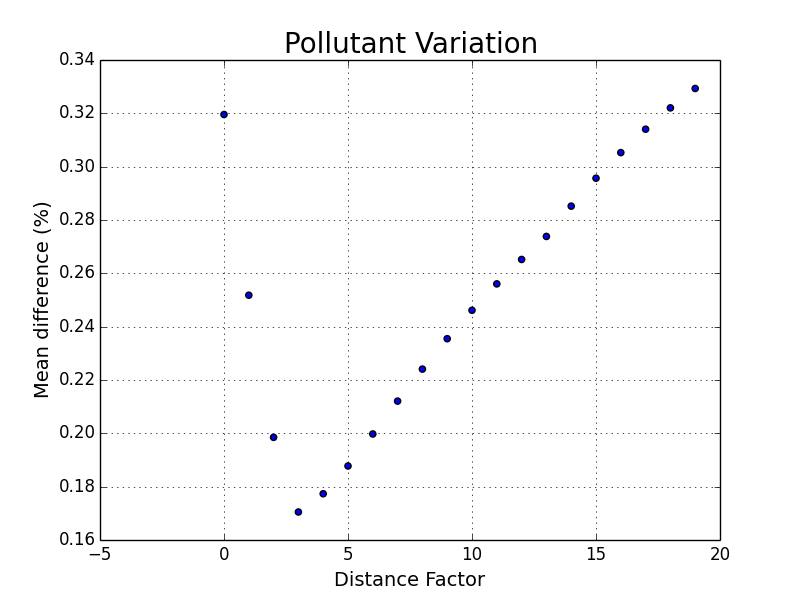 Pollutant Variation
0.34
0.32
0.30
0.28
0.26
0.24
0.22
0.20
0.18
0.16
Mean difference (%)
−5 0 5 10 15 20
Distance Factor